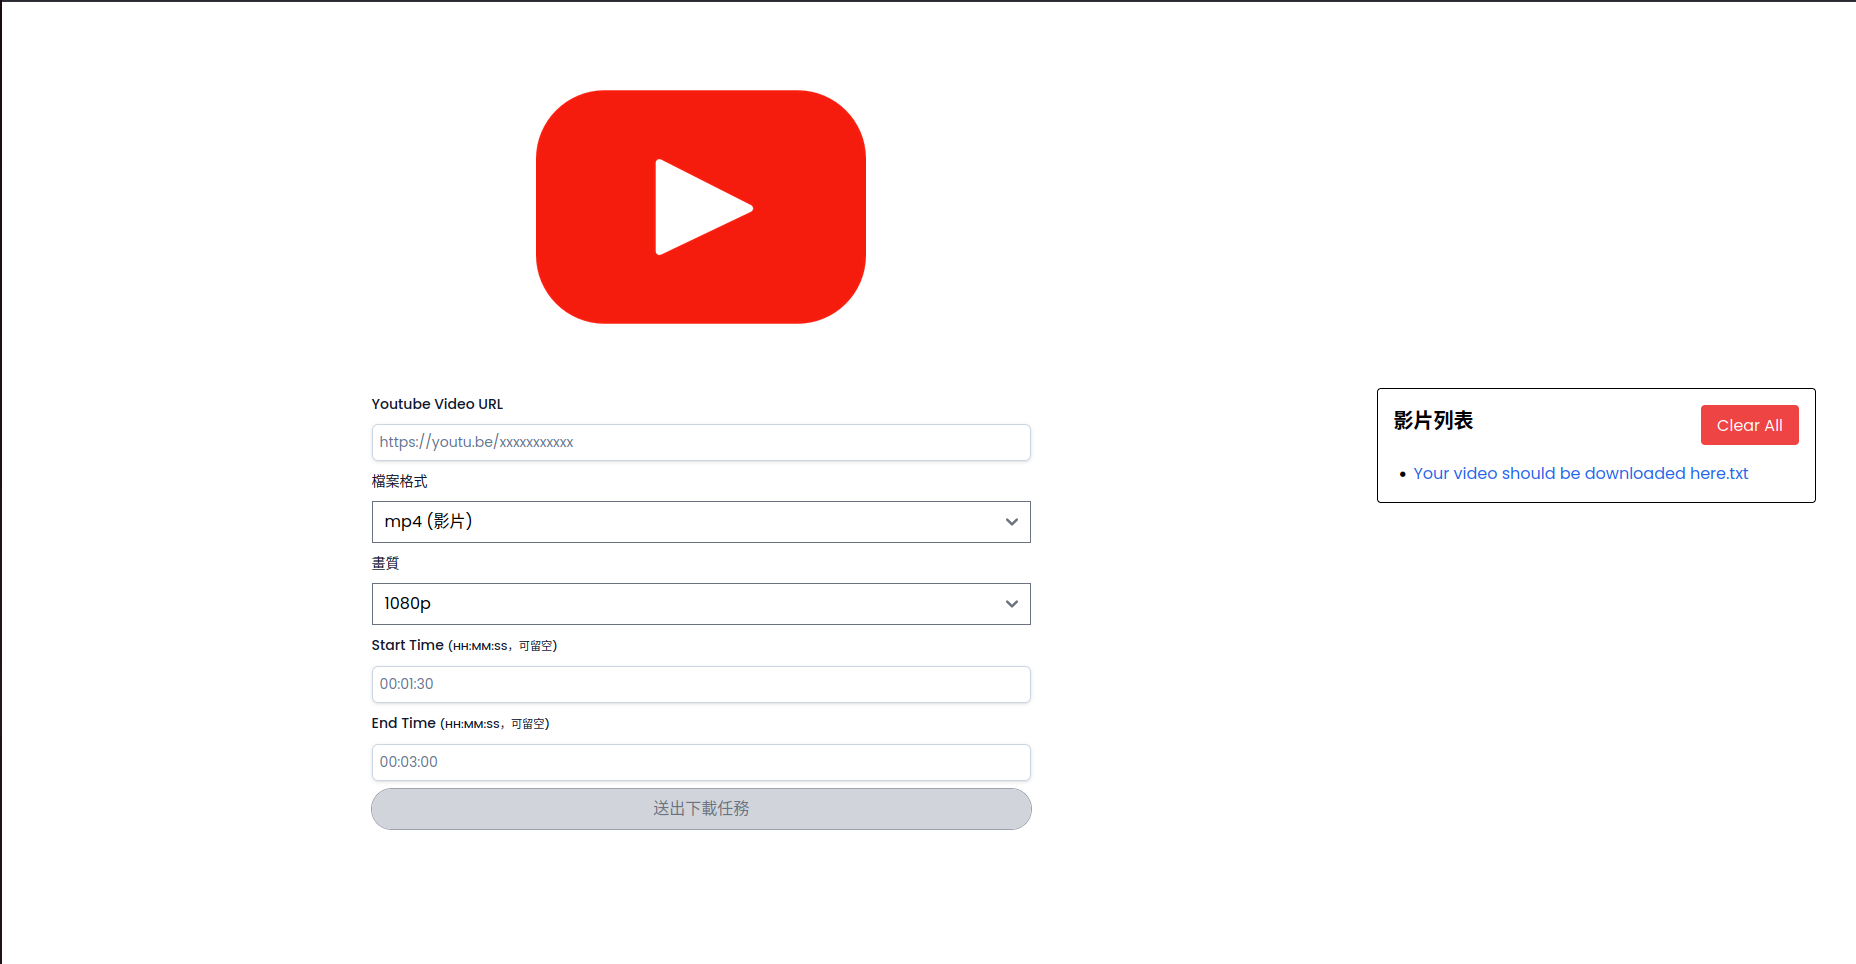 Youtube Video URL
https://youtu.be/xxxxxxxxxxx
檔案格式
mp4 (影片)
畫質
1080p
Start Time (HH:MM:SS，可留空)
00:01:30
End Time (HH:MM:SS，可留空)
00:03:00
送出下載任務
影片列表
Clear All
Your video should be downloaded here.txt